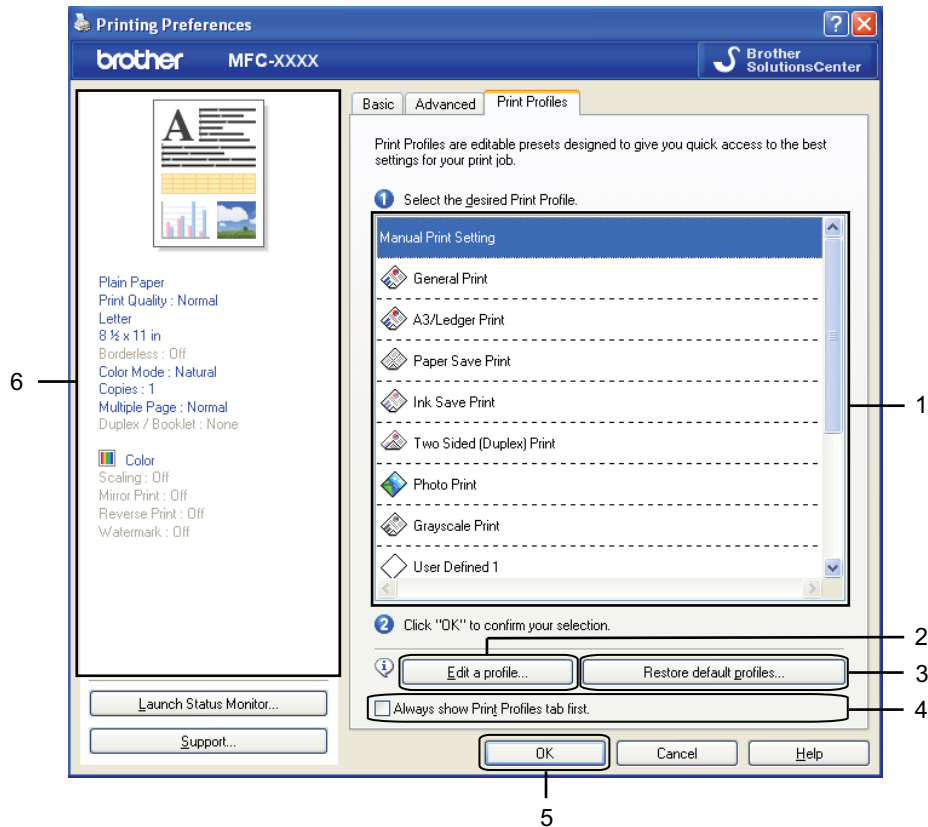 Printing Preferences
brother MFC-XXXX
Brother
SolutionsCenter
A
Plain Paper
Print Quality : Normal
Letter
8 ½ x 11 in
Borderless : Off
Color Mode : Natural
Copies : 1
Multiple Page : Normal
Duplex / Booklet : None
Color
Scaling : Off
Mirror Print : Off
Reverse Print : Off
Watermark : Off
Launch Status Monitor...
Support...
Basic Advanced Print Profiles
Print Profiles are editable presets designed to give you quick access to the best
settings for your print job.
1 Select the desired Print Profile.
Manual Print Setting
General Print
A3/Ledger Print
Paper Save Print
Ink Save Print
Two Sided (Duplex) Print
Photo Print
Grayscale Print
User Defined 1
2 Click "OK" to confirm your selection.
Edit a profile... Restore default profiles...
Always show Print Profiles tab first.
OK Cancel Help
6
1
2
3
4
5